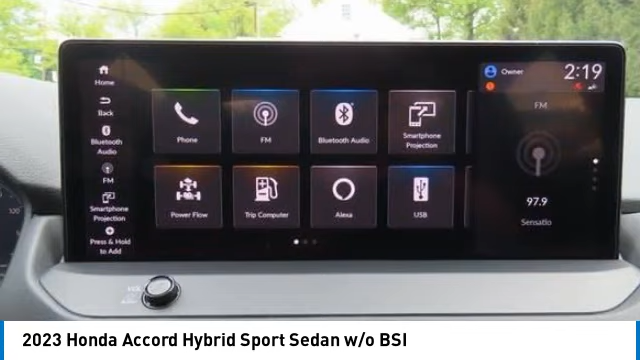 Home
Back
Bluetooth
Audio
FM
Smartphone
Projection
Press & Hold
to Add
Phone
FM
Bluetooth Audio
Smartphone
Projection
Power Flow
Trip Computer
Alexa
USB
Owner
2:19
FM
97.9
Sensatio
2023 Honda Accord Hybrid Sport Sedan w/o BSI